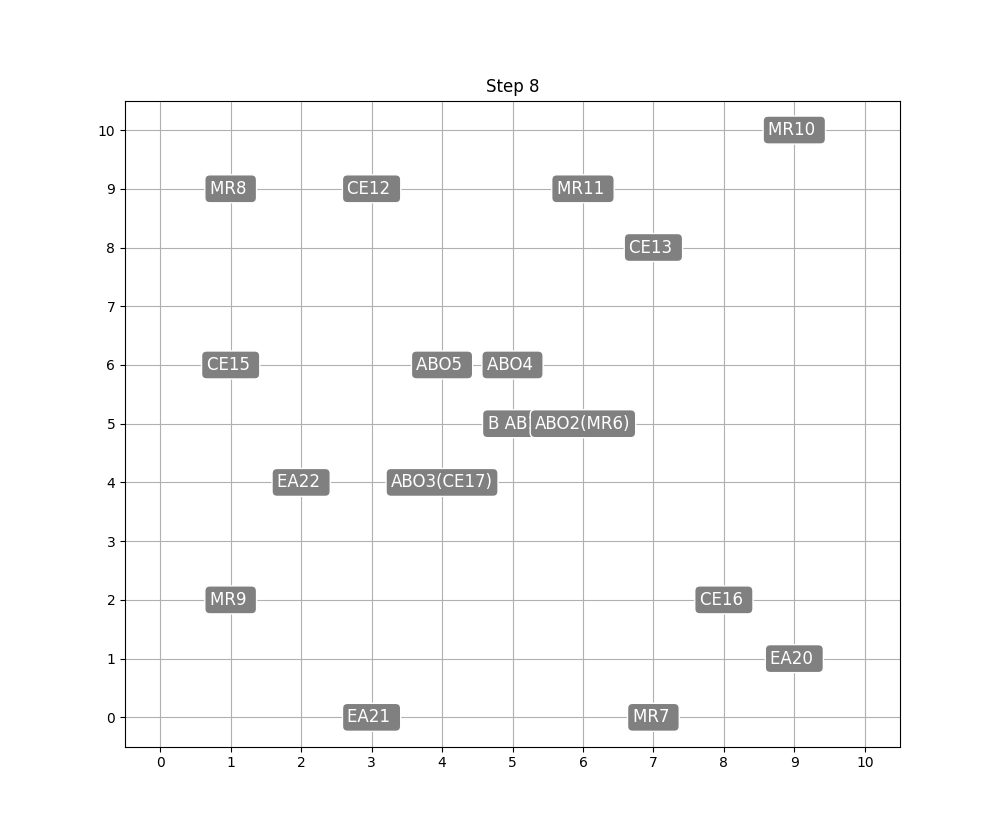 Step 8
10
MR10
9
MR8
CE12
MR11
8
CE13
7
6
CE15
ABO5
ABO4
5
B AB
ABO2(MR6)
4
EA22
ABO3(CE17)
3
2
MR9
CE16
1
EA20
0
EA21
MR7
0 1 2 3 4 5 6 7 8 9 10